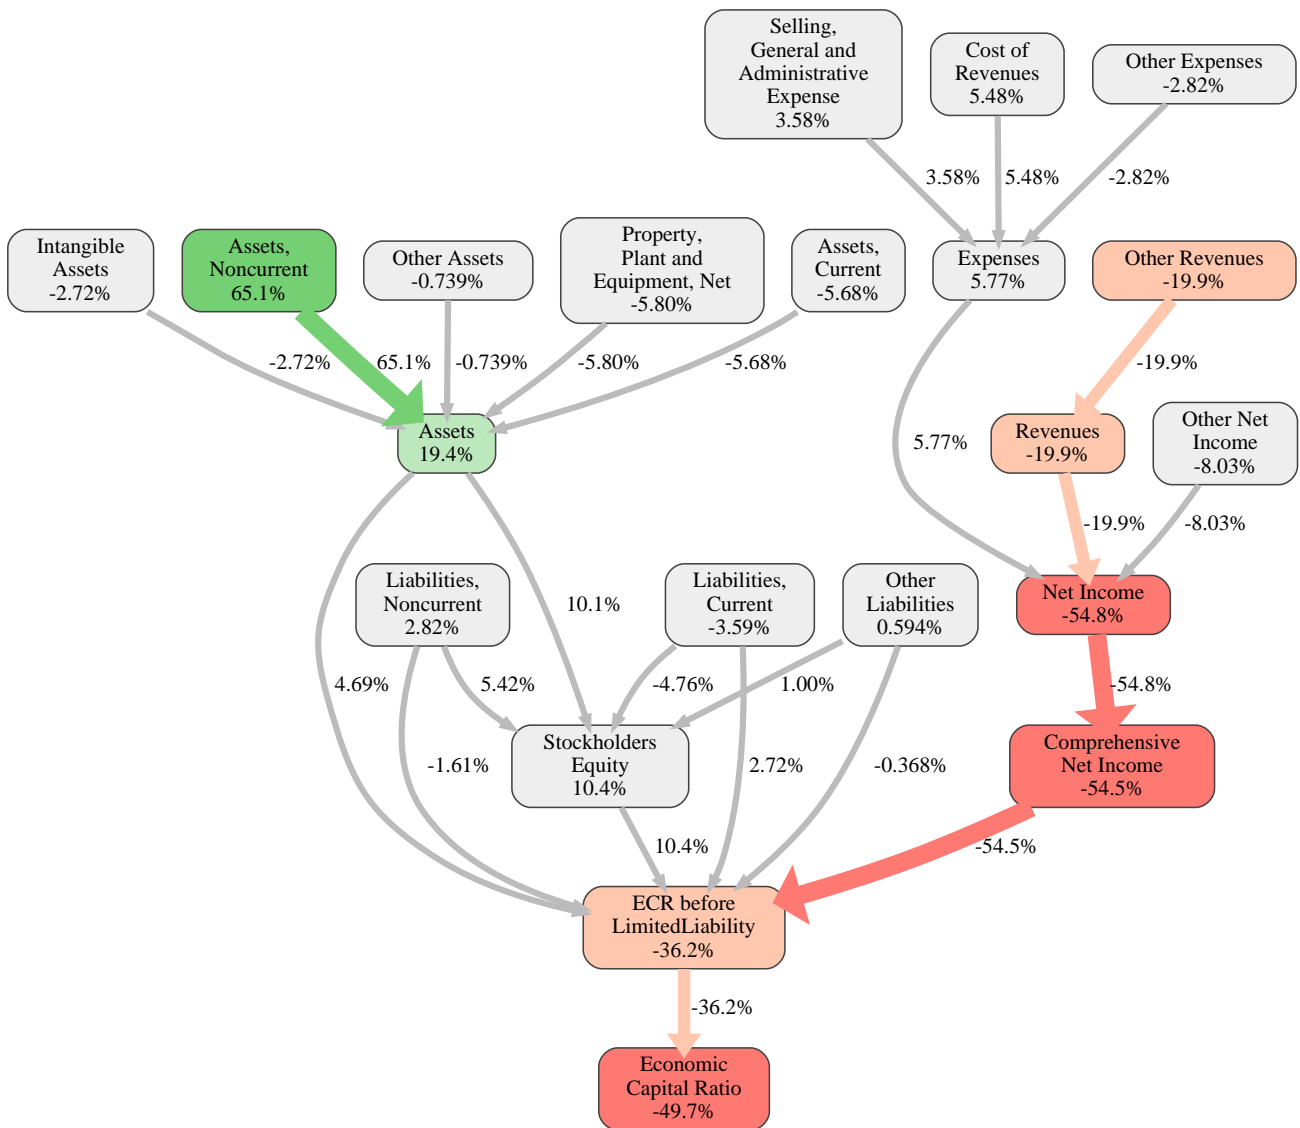 Selling,
General and
Administrative
Expense
3.58%
Cost of
Revenues
5.48%
Other Expenses
-2.82%
3.58%
5.48%
-2.82%
Intangible
Assets
-2.72%
Assets,
Noncurrent
65.1%
Other Assets
-0.739%
Property,
Plant and
Equipment, Net
-5.80%
Assets,
Current
-5.68%
Expenses
5.77%
Other Revenues
-19.9%
-2.72%
65.1%
-0.739%
-5.80%
-5.68%
-19.9%
Assets
19.4%
5.77%
Revenues
-19.9%
Other Net
Income
-8.03%
-19.9%
-8.03%
Liabilities,
Noncurrent
2.82%
10.1%
Liabilities,
Current
-3.59%
Other
Liabilities
0.594%
Net Income
-54.8%
4.69%
5.42%
-4.76%
1.00%
-54.8%
-1.61%
Stockholders
Equity
10.4%
2.72%
-0.368%
Comprehensive
Net Income
-54.5%
10.4%
-54.5%
ECR before
LimitedLiability
-36.2%
-36.2%
Economic
Capital Ratio
-49.7%